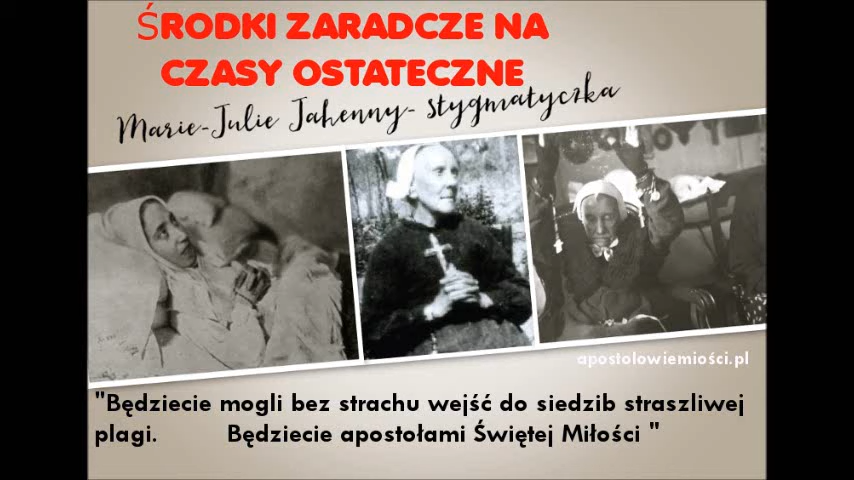 ŚRODKI ZARADCZE NA
CZASY OSTATECZNE
Marie-Julie Jahenny- stygmatyczka
apostolowiemiości.pl
"Będziecie mogli bez strachu wejść do siedzib straszliwej
plagi. Będziecie apostołami Świętej Miłości "